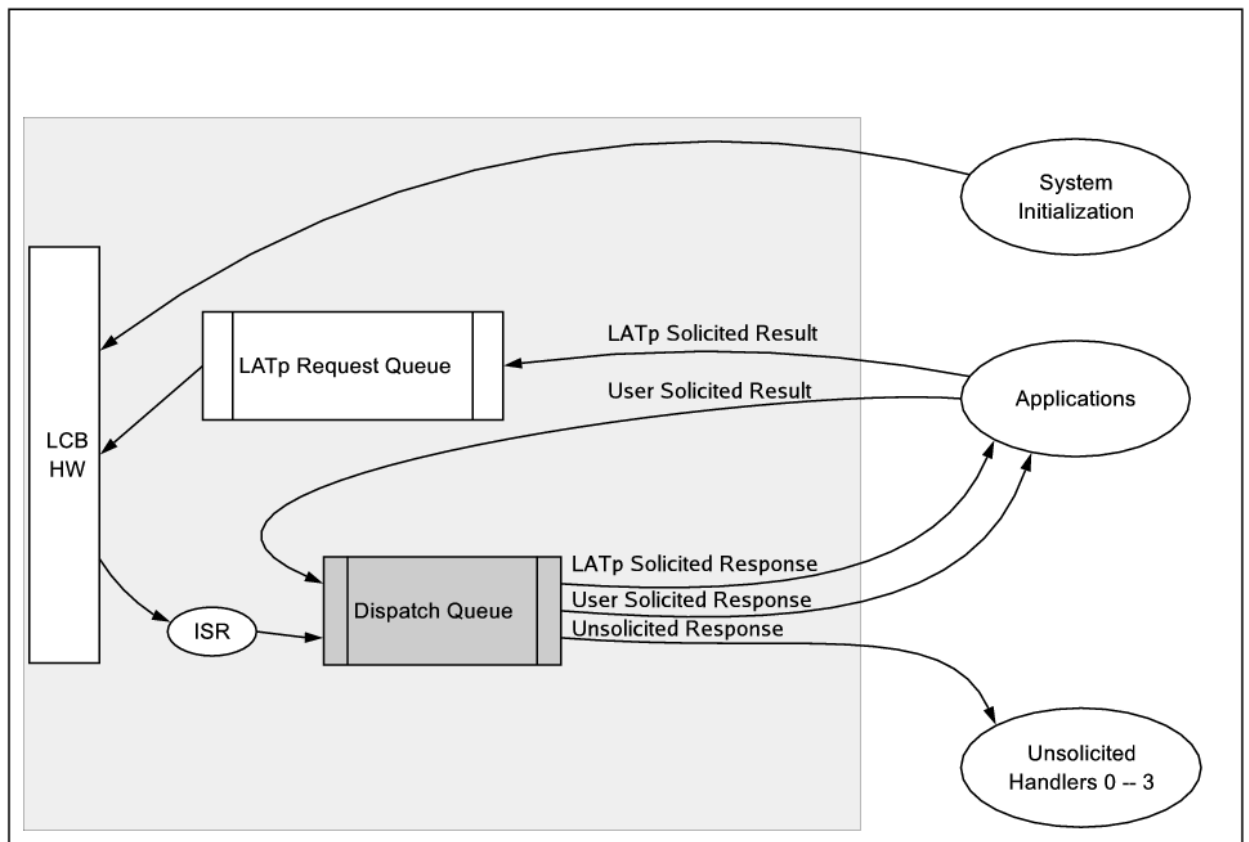 System
Initialization
LATp Solicited Result
LATp Request Queue
User Solicited Result
Applications
LCB
HW
LATp Solicited Response
Dispatch Queue
User Solicited Response
ISR
Unsolicited Response
Unsolicited
Handlers 0 -- 3